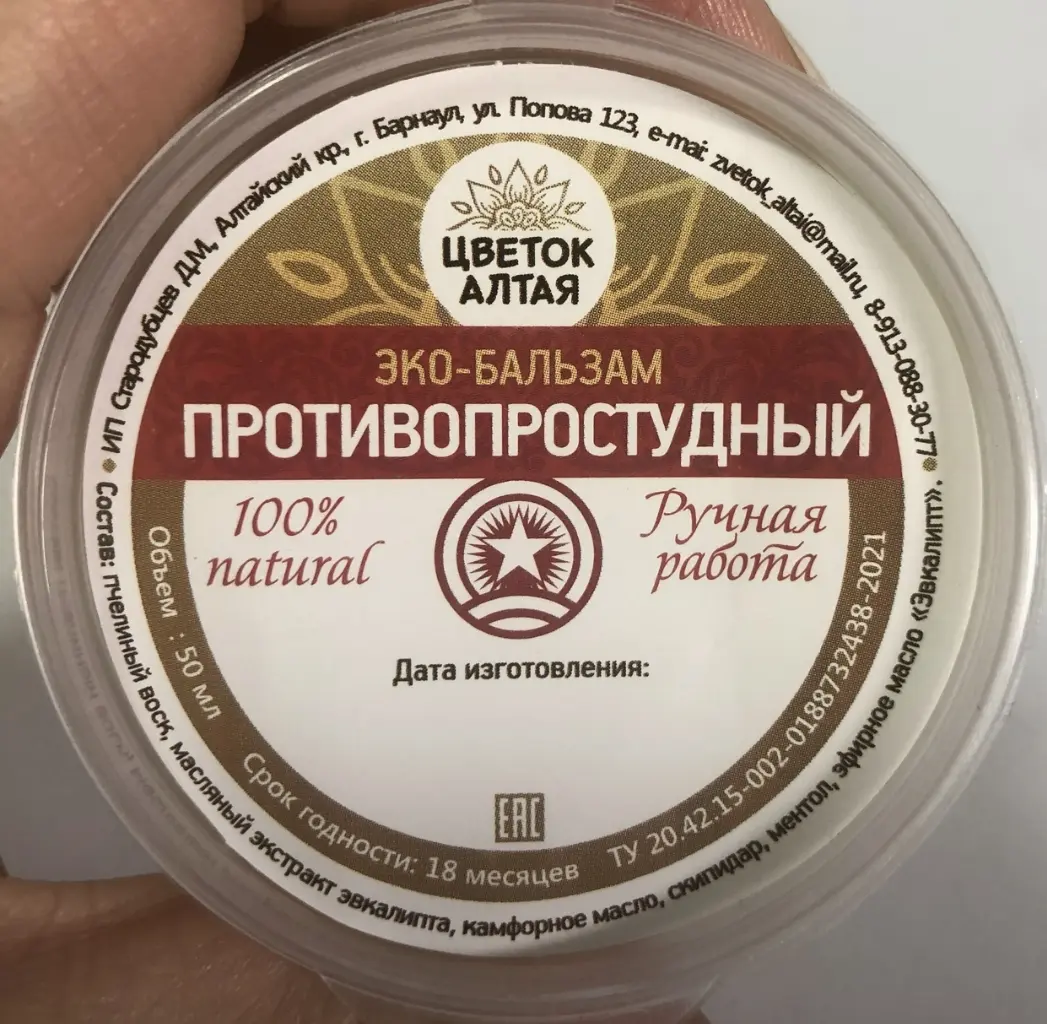 ИП Стародубцев Д.М., Алтайский кр., г. Барнаул, ул. Попова 123, e-mai: zvetok_altai@mail.ru, 8-913-088-30-77
ЦВЕТОК
АЛТАЯ
ЭКО-БАЛЬЗАМ
ПРОТИВОПРОСТУДНЫЙ
100%
natural
Ручная
работа
Дата изготовления:
EAC
Объем : 50 мл
Срок годности: 18 месяцев
ТУ 20.42.15-002-0188732438-2021
Состав: пчелиный воск, масляный экстракт эвкалипта, камфорное масло, скипидар, ментол, эфирное масло «Эвкалипт».